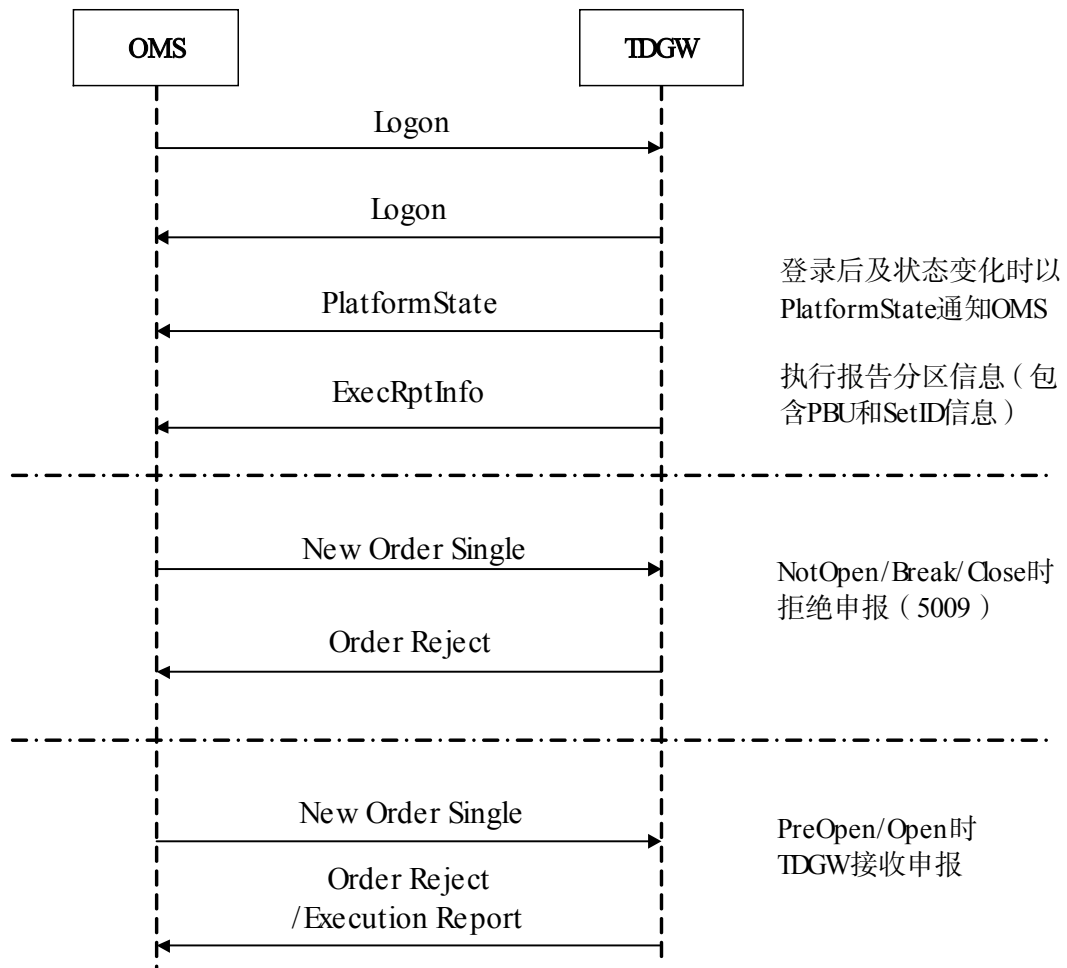 OMS
TDGW
Logon
Logon
登录后及状态变化时以
PlatformState通知OMS
PlatformState
执行报告分区信息（包
含PBU和SetID信息）
ExecRptInfo
New Order Single
NotOpen/Break/Close时
拒绝申报（5009）
Order Reject
New Order Single
PreOpen/Open时
TDGW接收申报
Order Reject
/Execution Report